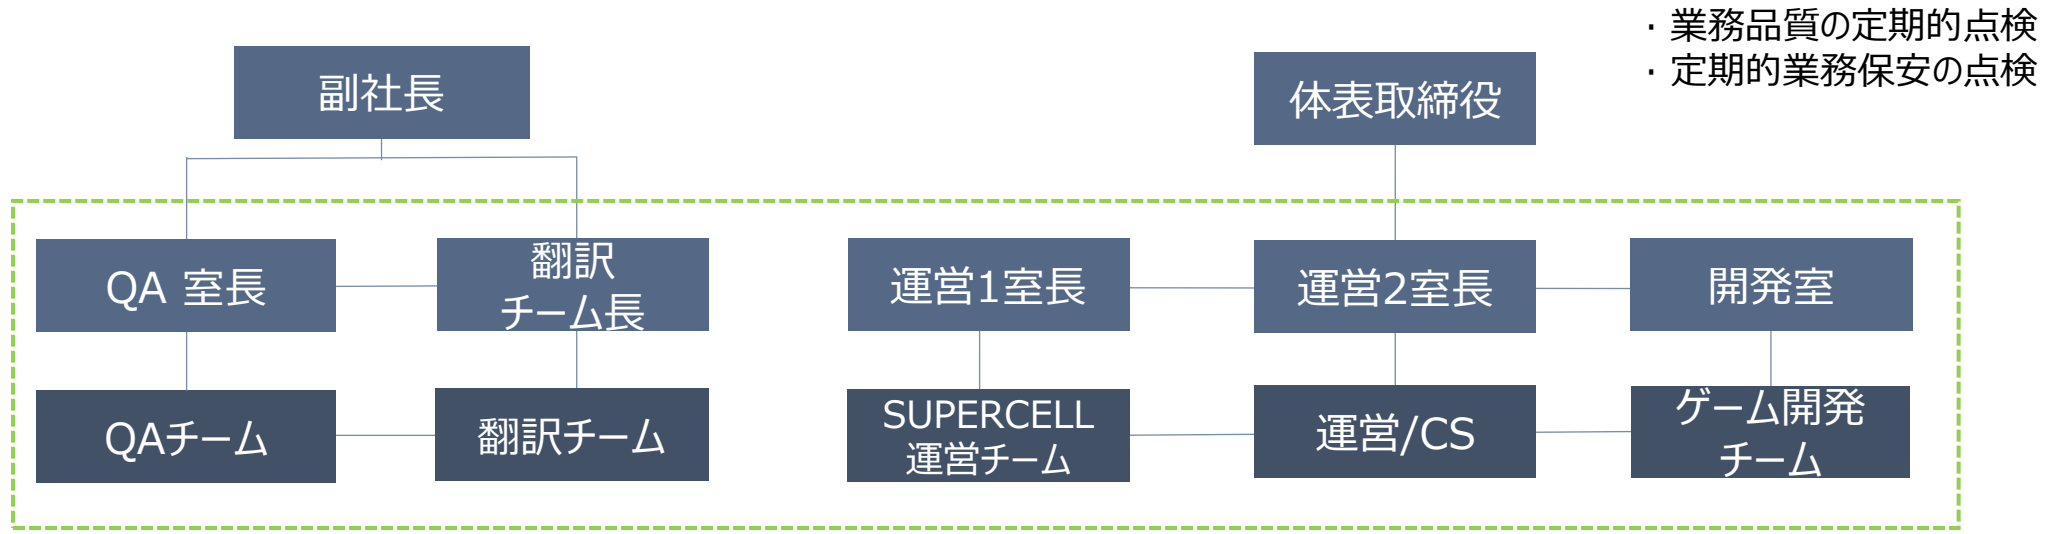 ・業務品質の定期的点検
・定期的業務保安の点検
副社長
体表取締役
QA 室長
翻訳
チーム長
運営1室長
運営2室長
開発室
QAチーム
翻訳チーム
SUPERCELL
運営チーム
運営/CS
ゲーム開発
チーム